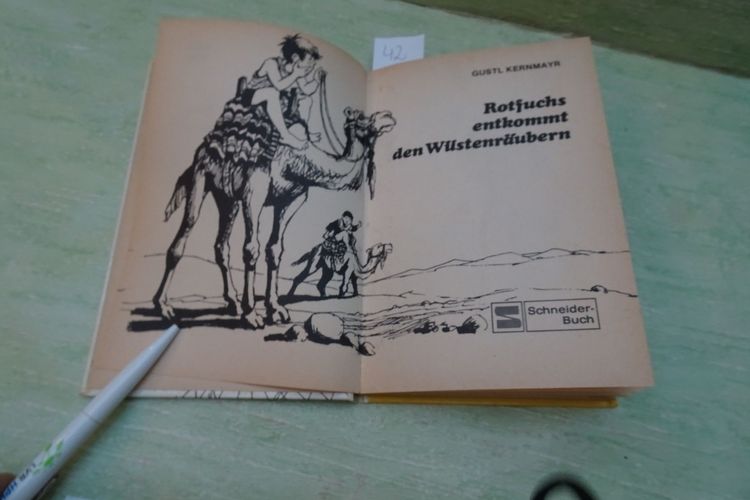 42
GUSTL KERNMAYR
Rotfuchs
entkommt
den Wüstenräubern
Schneider-
Buch